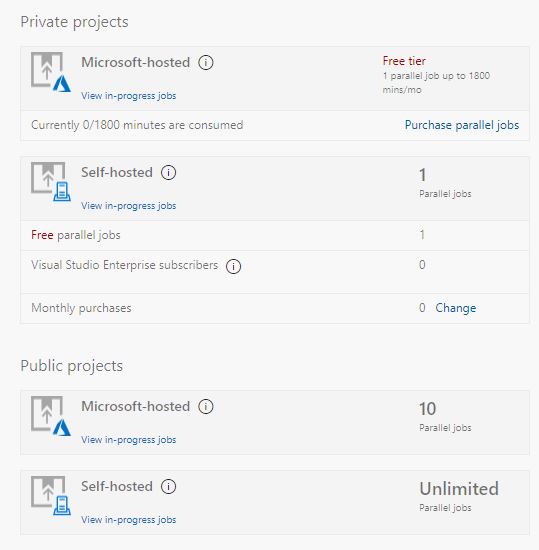 Private projects
Microsoft-hosted
Free tier
1 parallel job up to 1800
mins/mo
View in-progress jobs
Currently 0/1800 minutes are consumed
Purchase parallel jobs
Self-hosted
1
Parallel jobs
View in-progress jobs
Free parallel jobs 1
Visual Studio Enterprise subscribers 0
Monthly purchases 0 Change
Public projects
Microsoft-hosted
10
Parallel jobs
View in-progress jobs
Self-hosted
Unlimited
Parallel jobs
View in-progress jobs